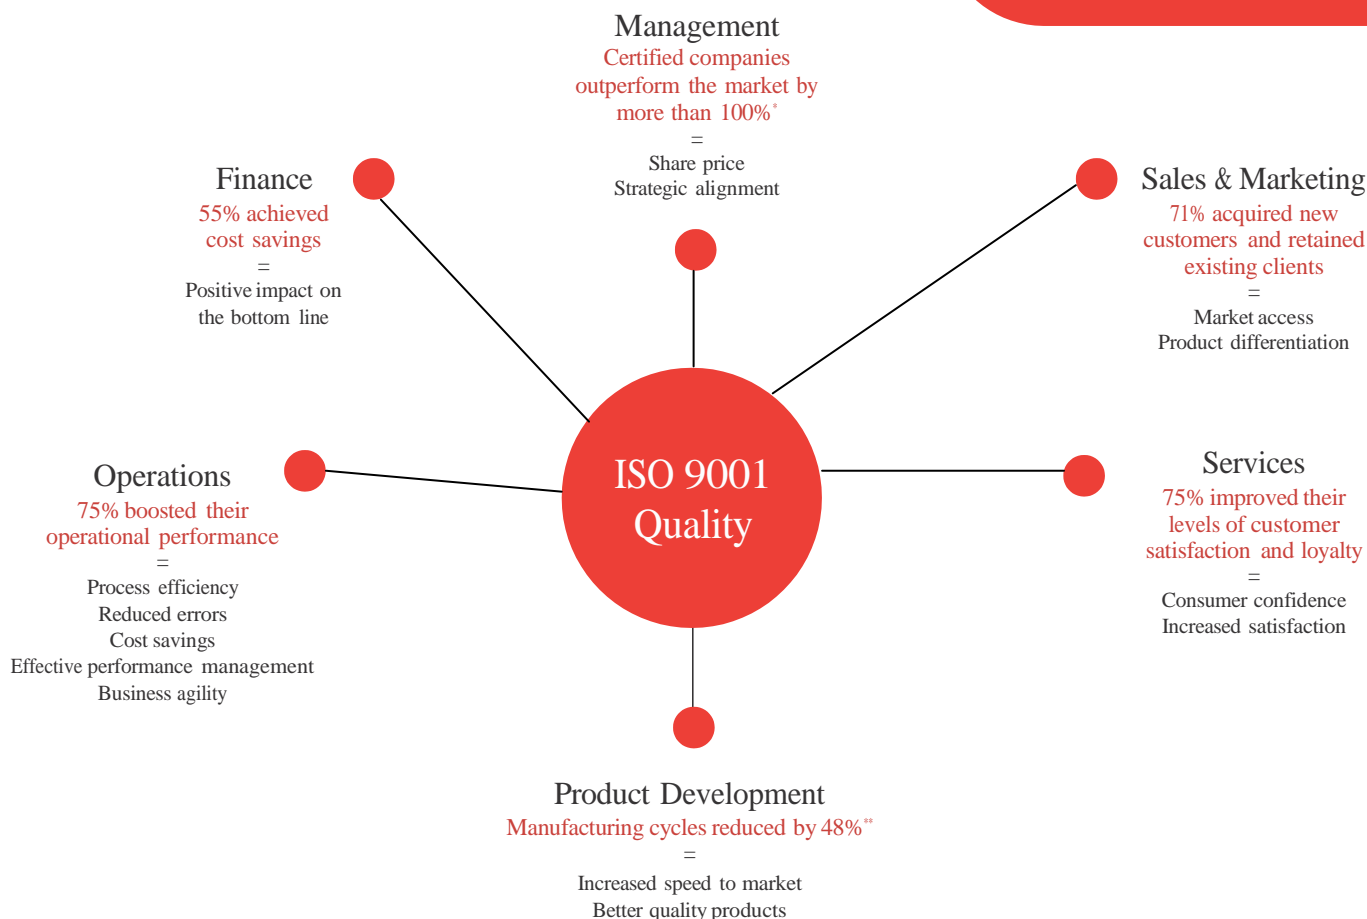 Management
Certified companies
outperform the market by
more than 100%*
=
Share price
Strategic alignment
Finance
55% achieved
cost savings
=
Positive impact on
the bottom line
Sales & Marketing
71% acquired new
customers and retained
existing clients
=
Market access
Product differentiation
ISO 9001
Quality
Operations
75% boosted their
operational performance
=
Process efficiency
Reduced errors
Cost savings
Effective performance management
Business agility
Services
75% improved their
levels of customer
satisfaction and loyalty
=
Consumer confidence
Increased satisfaction
Product Development
Manufacturing cycles reduced by 48%**
=
Increased speed to market
Better quality products